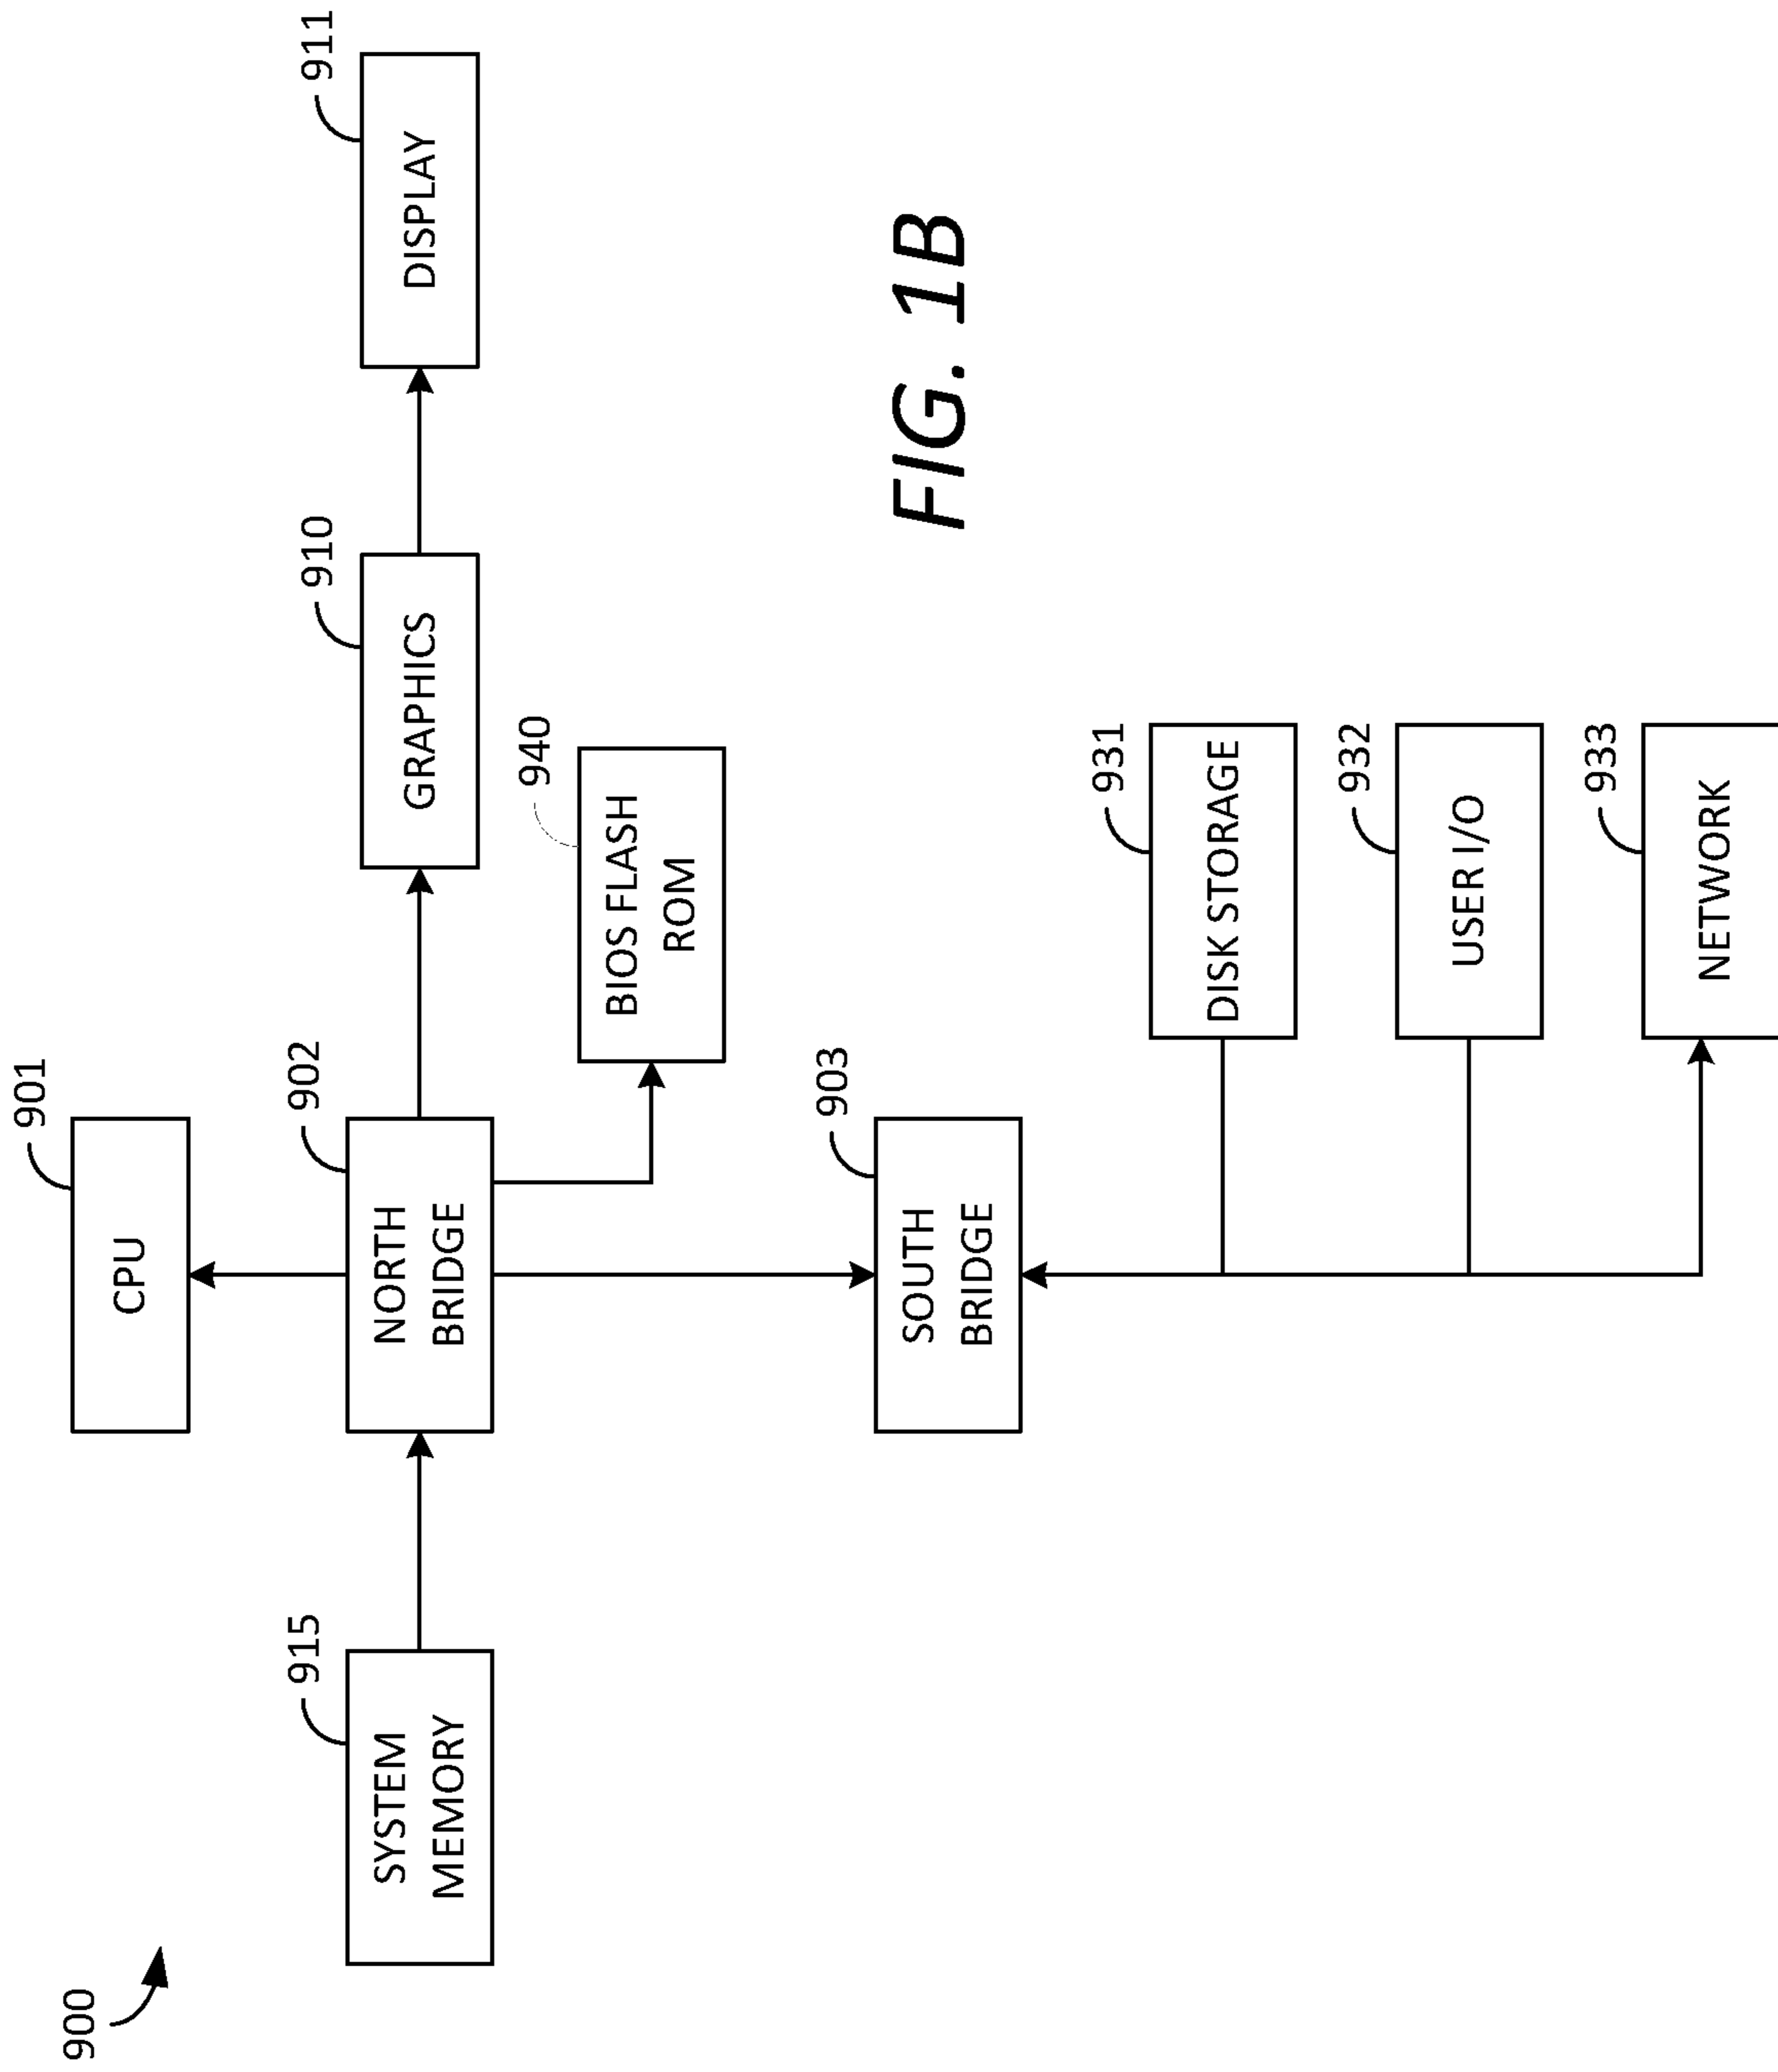 900
901
CPU
915
902
910
911
SYSTEM
MEMORY
NORTH
BRIDGE
GRAPHICS
DISPLAY
940
BIOS FLASH
ROM
903
SOUTH
BRIDGE
FIG. 1B
931
DISK STORAGE
932
USER I/O
933
NETWORK